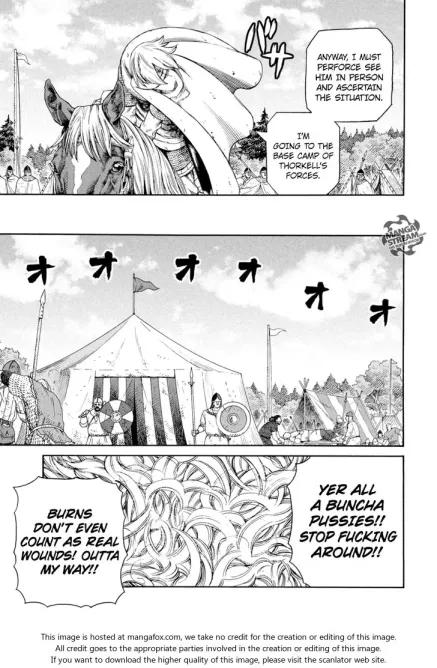 バ
サッ
ANYWAY, I MUST
PERFORCE SEE
HIM IN PERSON
AND ASCERTAIN
THE SITUATION.
I'M
GOING TO THE
BASE CAMP OF
THORKELL'S
FORCES.
MANGA
STREAM
オ オ オ オ オ オ
YER ALL
A BUNCHA
PUSSIES!!
STOP FUCKING
AROUND!!
BURNS
DON'T EVEN
COUNT AS REAL
WOUNDS! OUTTA
MY WAY!!
This image is hosted at mangafox.com, we take no credit for the creation or editing of this image.
All credit goes to the appropriate parties involved in the creation or editing of this image.
If you want to download the higher quality of this image, please visit the scanlator web site.